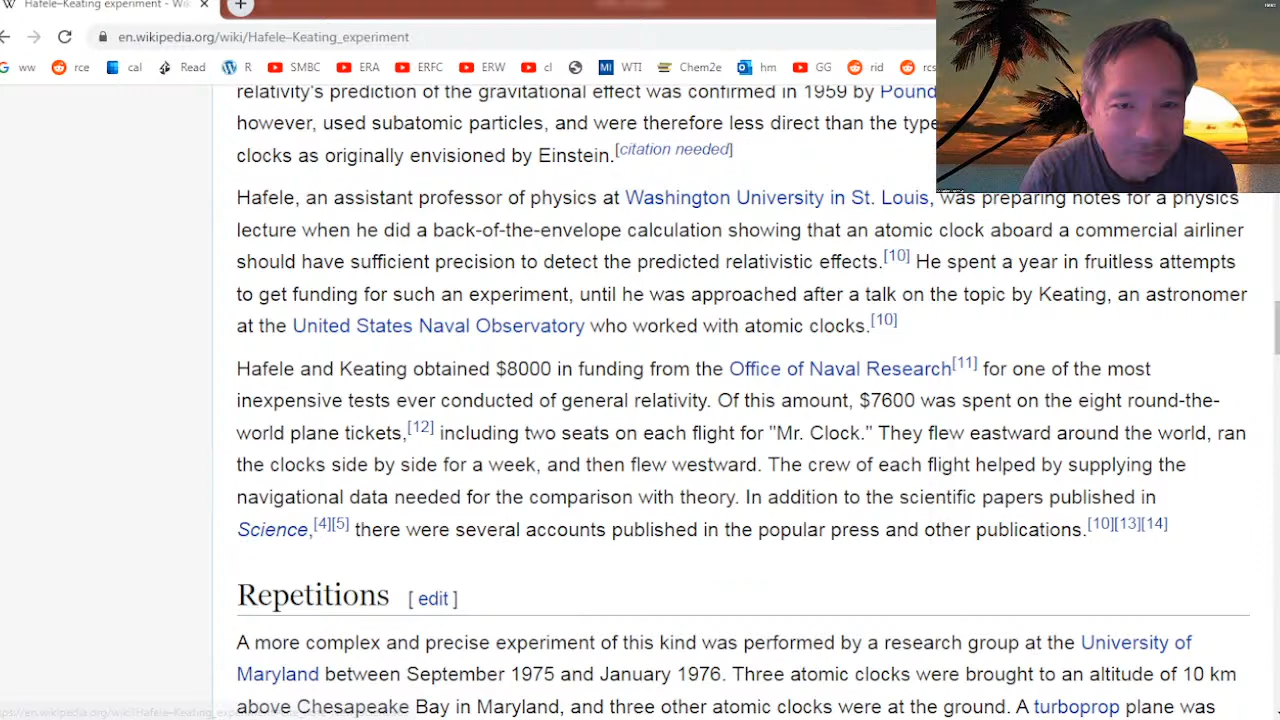 Hafele–Keating experiment - Wi
en.wikipedia.org/wiki/Hafele–Keating_experiment
ww rce cal Read R SMBC ERA ERFC ERW cl WTI Chem2e hm GG rid rcs
relativity's prediction of the gravitational effect was confirmed in 1959 by Pound
however, used subatomic particles, and were therefore less direct than the type
clocks as originally envisioned by Einstein.[citation needed]
Hafele, an assistant professor of physics at Washington University in St. Louis, was preparing notes for a physics
lecture when he did a back-of-the-envelope calculation showing that an atomic clock aboard a commercial airliner
should have sufficient precision to detect the predicted relativistic effects.[10] He spent a year in fruitless attempts
to get funding for such an experiment, until he was approached after a talk on the topic by Keating, an astronomer
at the United States Naval Observatory who worked with atomic clocks.[10]
Hafele and Keating obtained $8000 in funding from the Office of Naval Research[11] for one of the most
inexpensive tests ever conducted of general relativity. Of this amount, $7600 was spent on the eight round-the-
world plane tickets,[12] including two seats on each flight for "Mr. Clock." They flew eastward around the world, ran
the clocks side by side for a week, and then flew westward. The crew of each flight helped by supplying the
navigational data needed for the comparison with theory. In addition to the scientific papers published in
Science,[4][5] there were several accounts published in the popular press and other publications.[10][13][14]
Repetitions [ edit ]
A more complex and precise experiment of this kind was performed by a research group at the University of
Maryland between September 1975 and January 1976. Three atomic clocks were brought to an altitude of 10 km
above Chesapeake Bay in Maryland, and three other atomic clocks were at the ground. A turboprop plane was